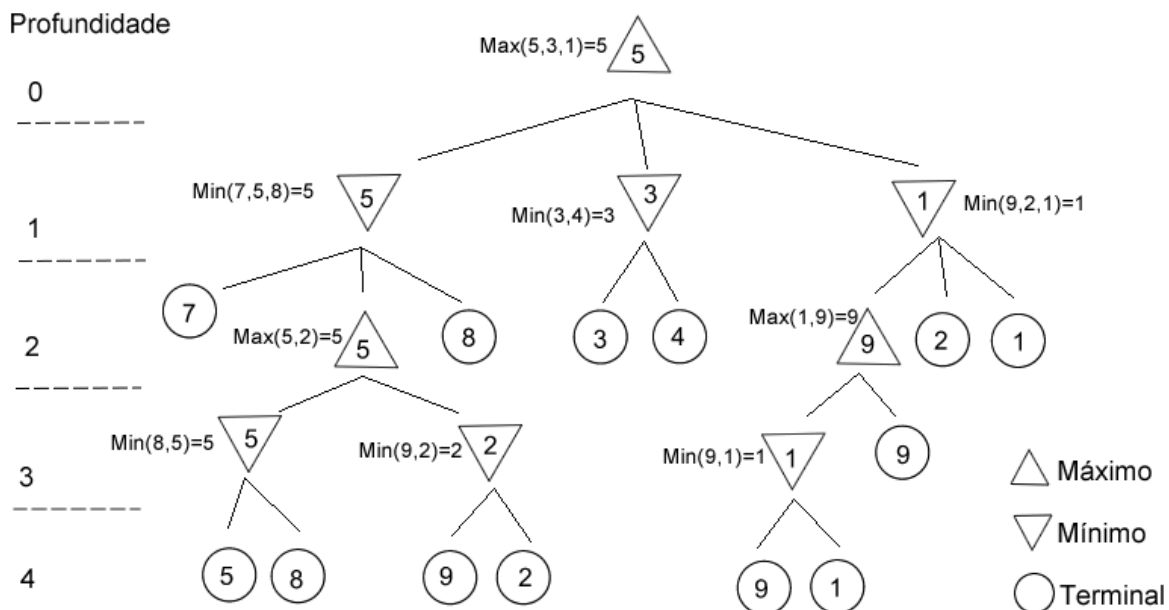 Profundidade
Max(5,3,1)=5
5
0
Min(7,5,8)=5
5
Min(3,4)=3
3
1
Min(9,2,1)=1
1
7
Max(5,2)=5
5
8
3
4
Max(1,9)=9
9
2
1
2
Min(8,5)=5
5
Min(9,2)=2
2
Min(9,1)=1
1
9
3
Máximo
Mínimo
4
5
8
9
2
9
1
Terminal